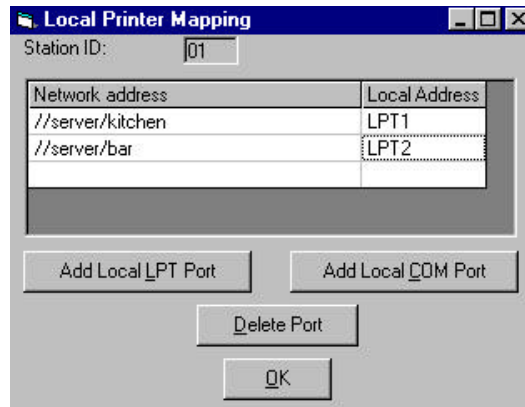 Local Printer Mapping
Station ID: 01
Network address Local Address
//server/kitchen LPT1
//server/bar LPT2
Add Local LPT Port Add Local COM Port
Delete Port
OK